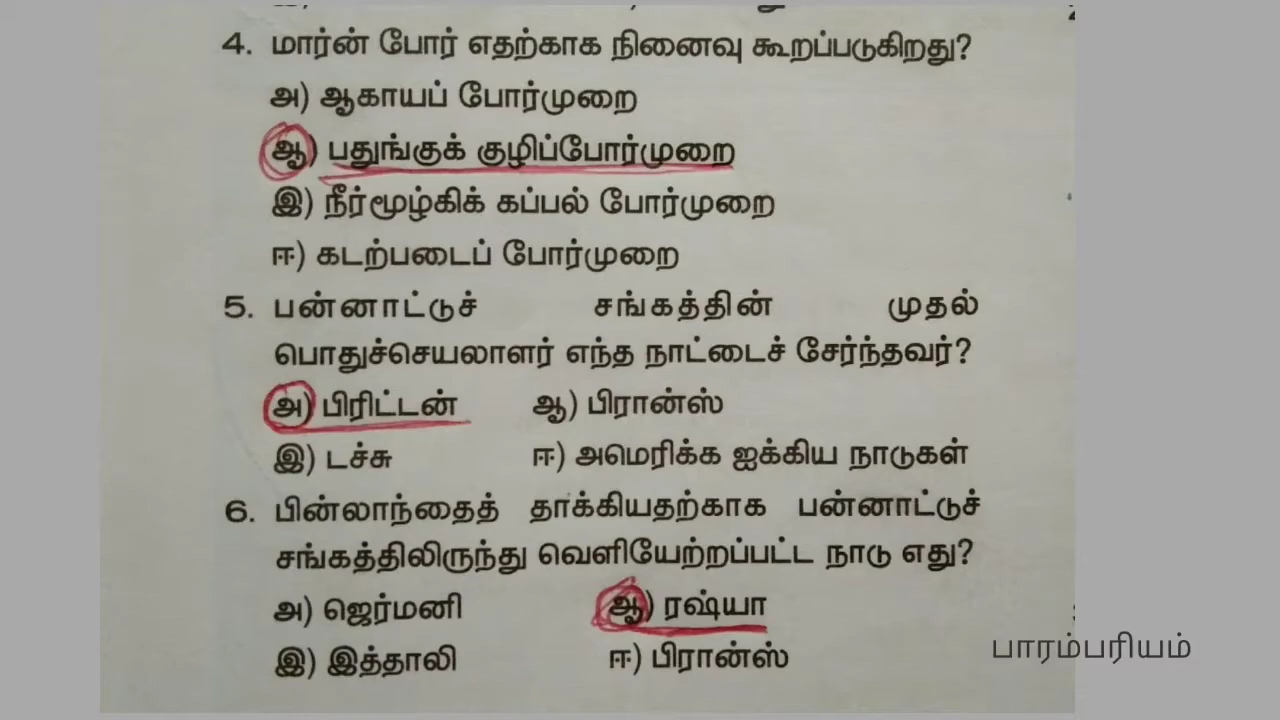 4. மார்ன் போர் எதற்காக நினைவு கூறப்படுகிறது?
அ) ஆகாயப் போர்முறை
ஆ) பதுங்குக் குழிப்போர்முறை
இ) நீர்மூழ்கிக் கப்பல் போர்முறை
ஈ) கடற்படைப் போர்முறை
5. பன்னாட்டுச் சங்கத்தின் முதல்
பொதுச்செயலாளர் எந்த நாட்டைச் சேர்ந்தவர்?
அ) பிரிட்டன் ஆ) பிரான்ஸ்
இ) டச்சு ஈ) அமெரிக்க ஐக்கிய நாடுகள்
6. பின்லாந்தைத் தாக்கியதற்காக பன்னாட்டுச்
சங்கத்திலிருந்து வெளியேற்றப்பட்ட நாடு எது?
அ) ஜெர்மனி ஆ) ரஷ்யா
இ) இத்தாலி ஈ) பிரான்ஸ்
பாரம்பரியம்